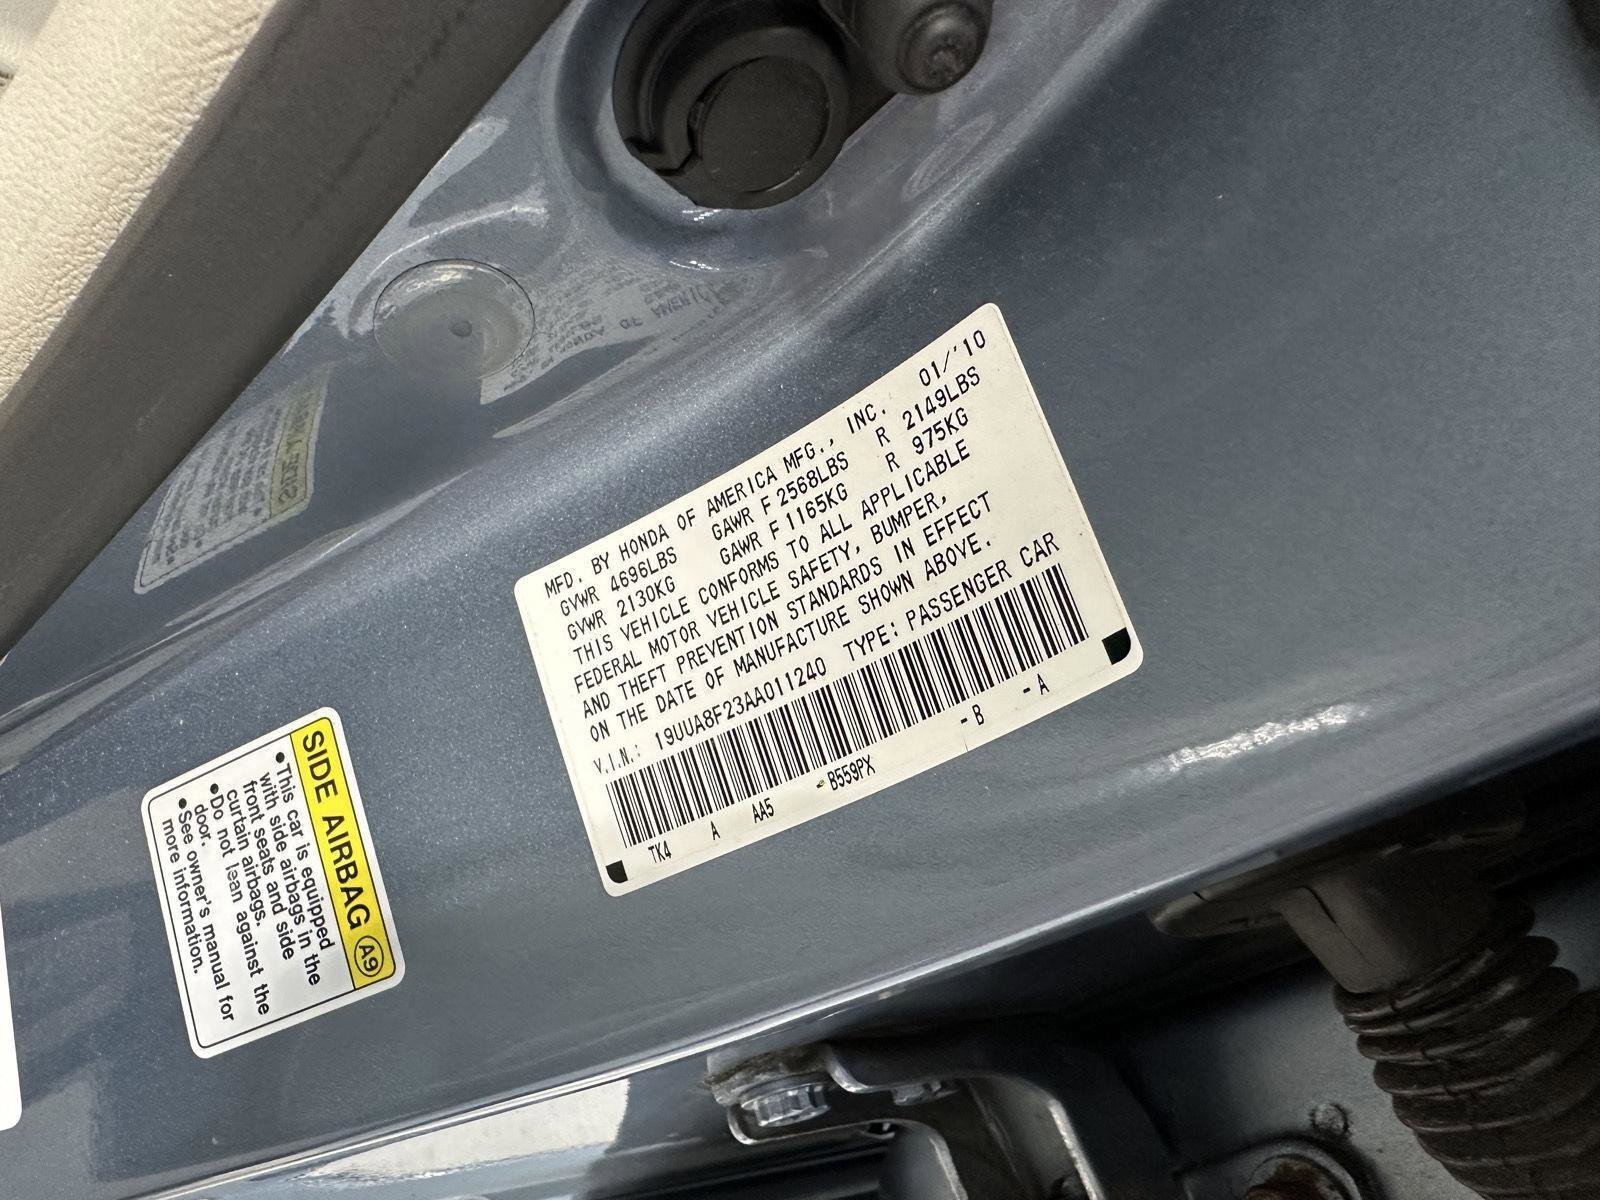 MFD. BY HONDA OF AMERICA MFG., INC. 01/'10
GVWR 4696LBS GAWR F 2568LBS R 2149LBS
GVWR 2130KG GAWR F 1165KG R 975KG
THIS VEHICLE CONFORMS TO ALL APPLICABLE
FEDERAL MOTOR VEHICLE SAFETY, BUMPER,
AND THEFT PREVENTION STANDARDS IN EFFECT
ON THE DATE OF MANUFACTURE SHOWN ABOVE.
V.I.N.: 19UUA8F23AA011240 TYPE: PASSENGER CAR
TK4 A AA5 -B559PX -B -A
SIDE AIRBAG A9
•This car is equipped
with side airbags in the
front seats and side
curtain airbags.
•Do not lean against the
door.
•See owner's manual for
more information.